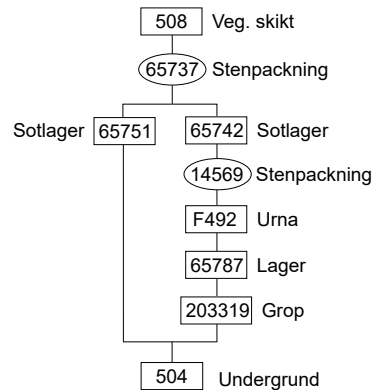 508 Veg. skikt
65737 Stenpackning
Sotlager 65751 65742 Sotlager
14569 Stenpackning
F492 Urna
65787 Lager
203319 Grop
504 Undergrund